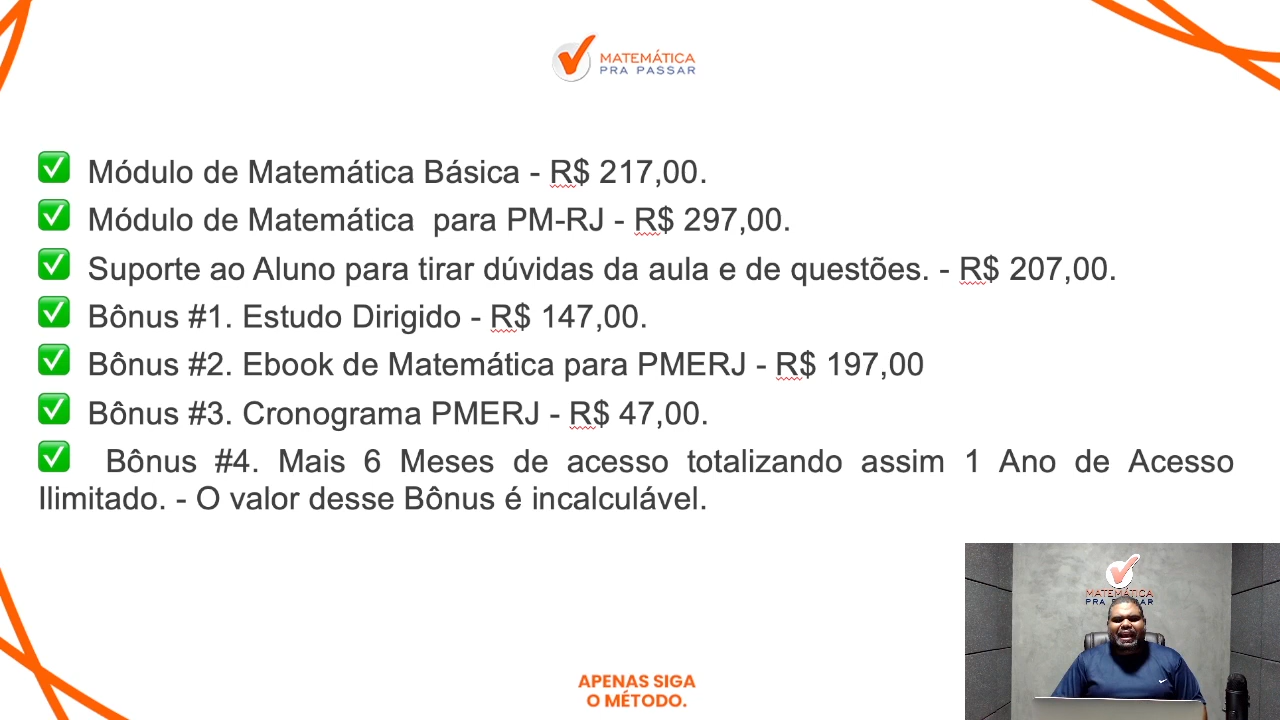 MATEMÁTICA
PRA PASSAR
Módulo de Matemática Básica - R$ 217,00.
Módulo de Matemática  para PM-RJ - R$ 297,00.
Suporte ao Aluno para tirar dúvidas da aula e de questões. - R$ 207,00.
Bônus #1. Estudo Dirigido - R$ 147,00.
Bônus #2. Ebook de Matemática para PMERJ - R$ 197,00
Bônus #3. Cronograma PMERJ - R$ 47,00.
Bônus #4. Mais 6 Meses de acesso totalizando assim 1 Ano de Acesso
Ilimitado. - O valor desse Bônus é incalculável.
MATEMÁTICA
APENAS SIGA
O MÉTODO.